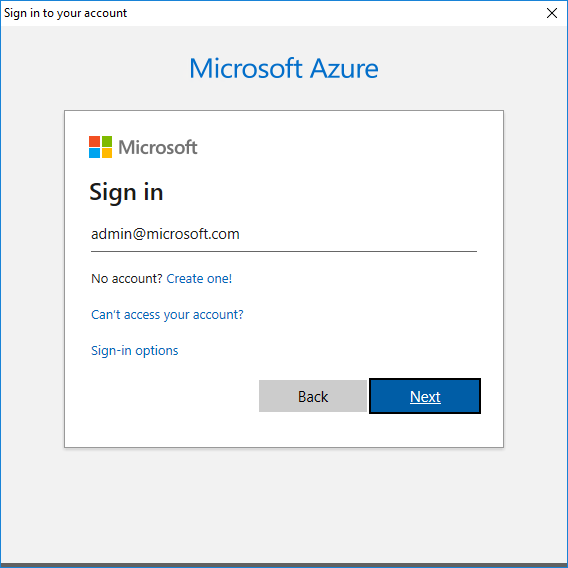 Sign in to your account
Microsoft Azure
Microsoft
Sign in
admin@microsoft.com
No account? Create one!
Can't access your account?
Sign-in options
Back Next